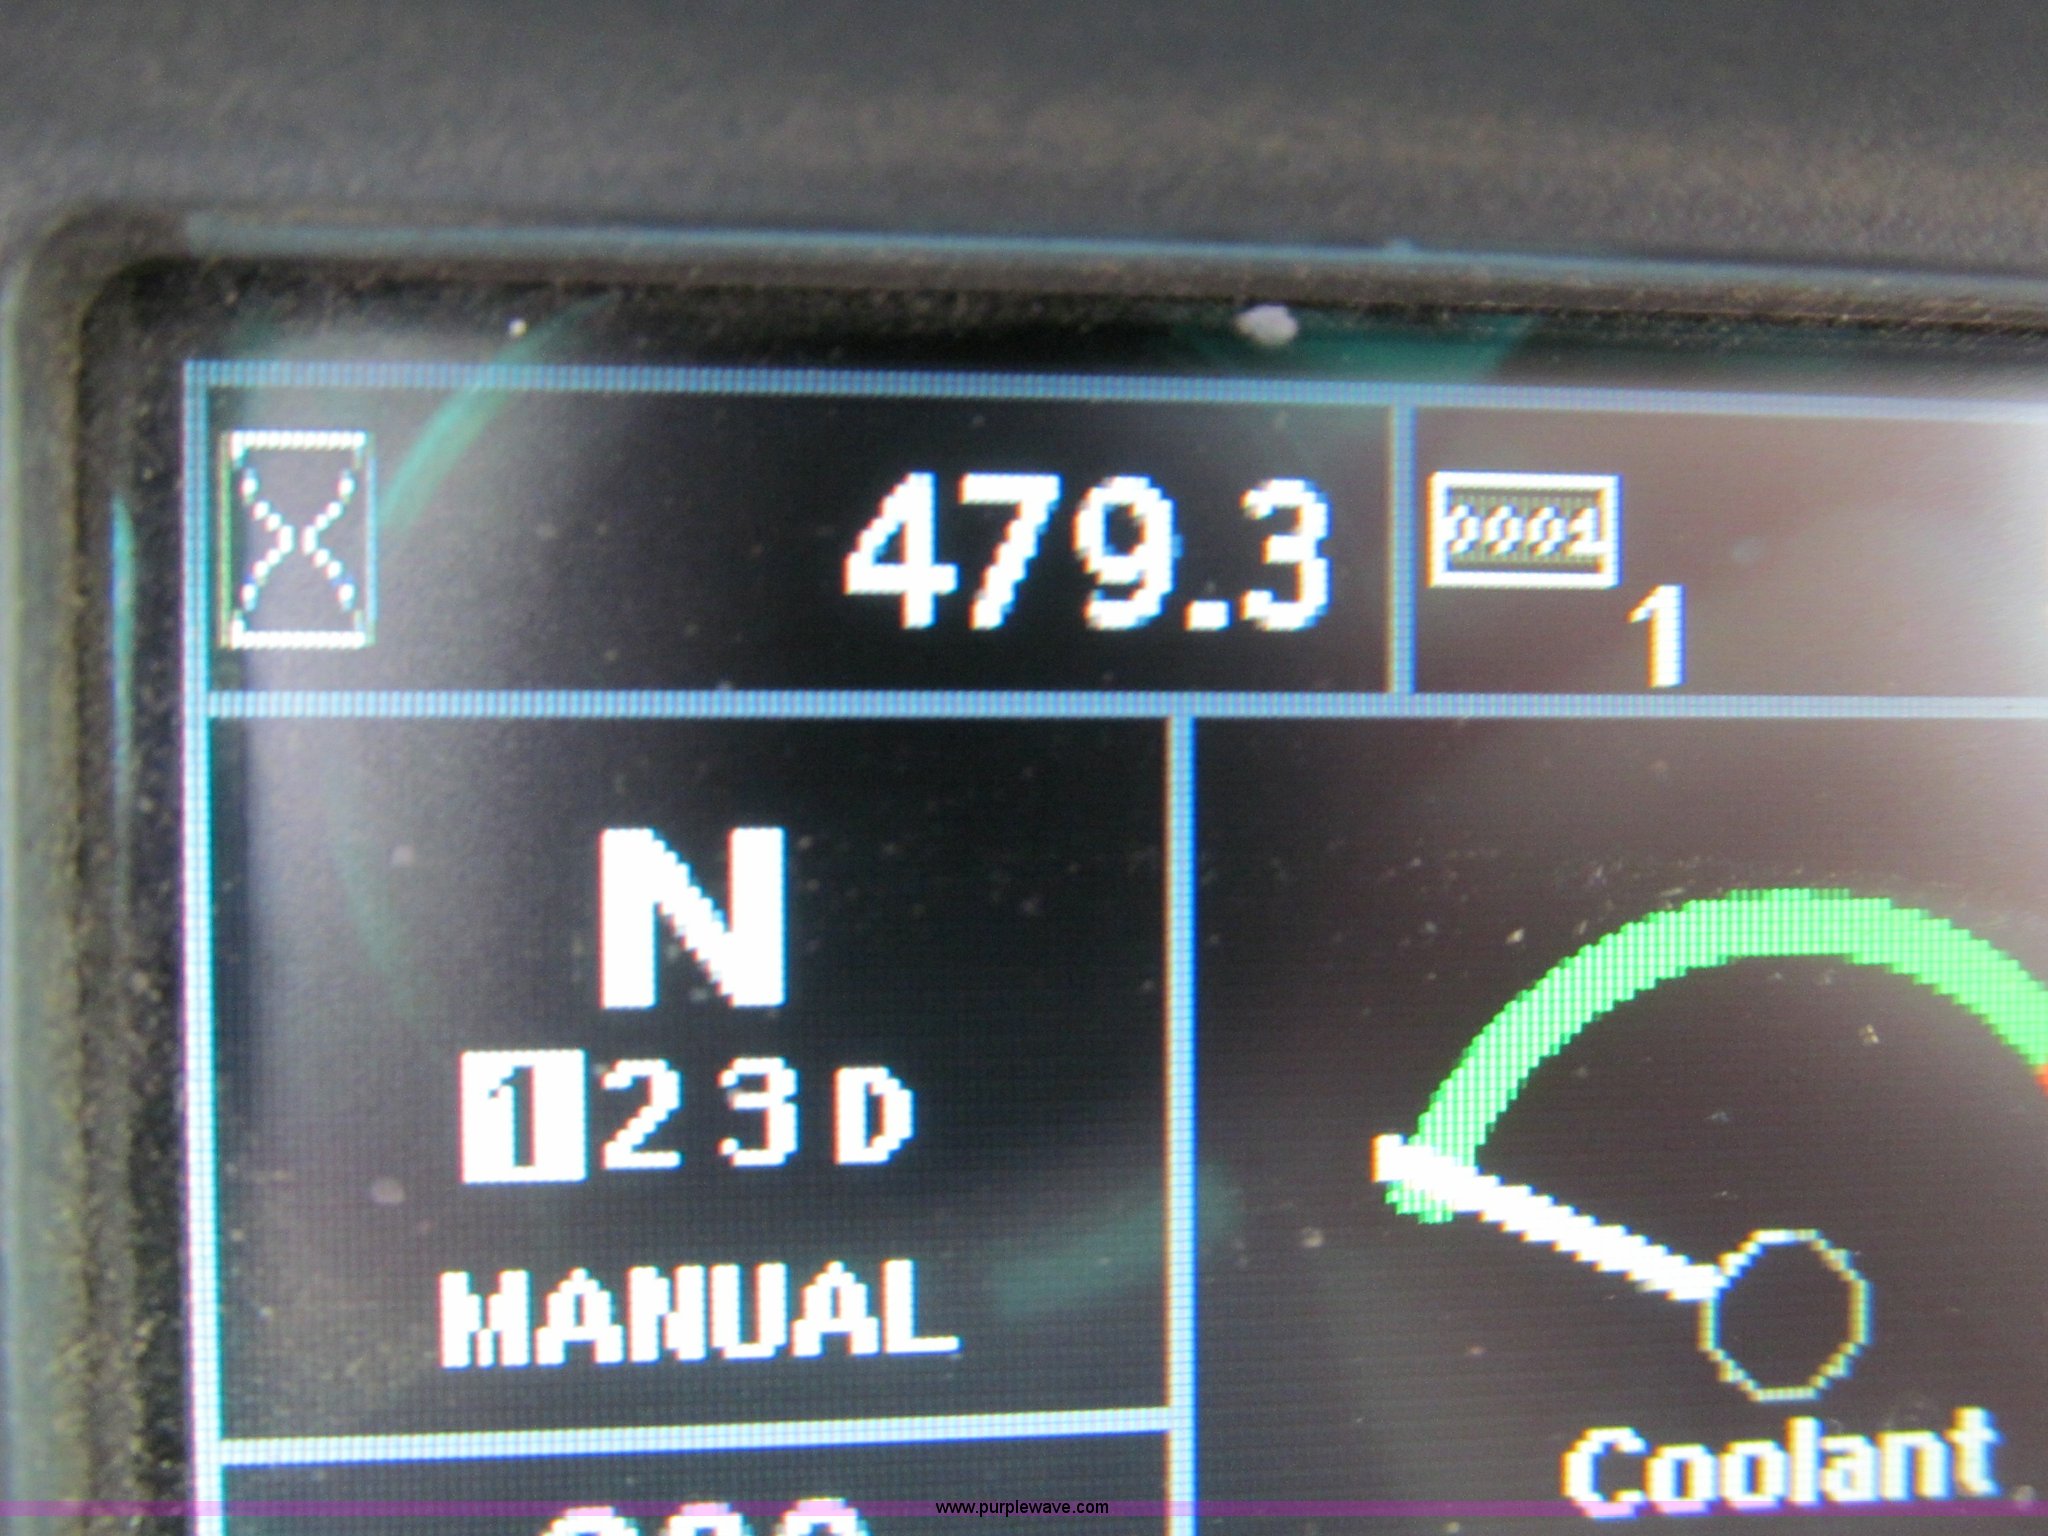 479.3
0001
1
N
1 2 3 D
MANUAL
Coolant
www.purplewave.com